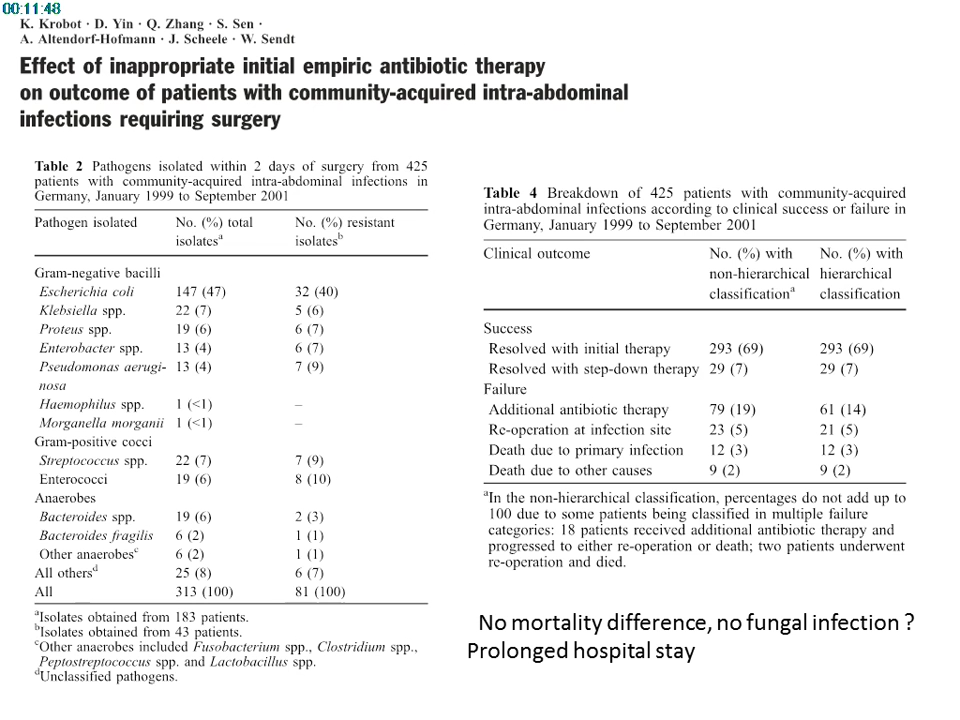 00:11:48
K. Krobot · D. Yin · Q. Zhang · S. Sen ·
A. Altendorf-Hofmann · J. Scheele · W. Sendt
Effect of inappropriate initial empiric antibiotic therapy
on outcome of patients with community-acquired intra-abdominal
infections requiring surgery
Table 2 Pathogens isolated within 2 days of surgery from 425
patients with community-acquired intra-abdominal infections in
Germany, January 1999 to September 2001
Pathogen isolated No. (%) total No. (%) resistant
isolatesa isolatesb
Gram-negative bacilli
Escherichia coli 147 (47) 32 (40)
Klebsiella spp. 22 (7) 5 (6)
Proteus spp. 19 (6) 6 (7)
Enterobacter spp. 13 (4) 6 (7)
Pseudomonas aerugi- 13 (4) 7 (9)
nosa
Haemophilus spp. 1 (<1) –
Morganella morganii 1 (<1) –
Gram-positive cocci
Streptococcus spp. 22 (7) 7 (9)
Enterococci 19 (6) 8 (10)
Anaerobes
Bacteroides spp. 19 (6) 2 (3)
Bacteroides fragilis 6 (2) 1 (1)
Other anaerobesc 6 (2) 1 (1)
All othersd 25 (8) 6 (7)
All 313 (100) 81 (100)
aIsolates obtained from 183 patients.
bIsolates obtained from 43 patients.
cOther anaerobes included Fusobacterium spp., Clostridium spp.,
Peptostreptococcus spp. and Lactobacillus spp.
dUnclassified pathogens.
Table 4 Breakdown of 425 patients with community-acquired
intra-abdominal infections according to clinical success or failure in
Germany, January 1999 to September 2001
Clinical outcome No. (%) with No. (%) with
non-hierarchical hierarchical
classificationa classification
Success
Resolved with initial therapy 293 (69) 293 (69)
Resolved with step-down therapy 29 (7) 29 (7)
Failure
Additional antibiotic therapy 79 (19) 61 (14)
Re-operation at infection site 23 (5) 21 (5)
Death due to primary infection 12 (3) 12 (3)
Death due to other causes 9 (2) 9 (2)
aIn the non-hierarchical classification, percentages do not add up to
100 due to some patients being classified in multiple failure
categories: 18 patients received additional antibiotic therapy and
progressed to either re-operation or death; two patients underwent
re-operation and died.
No mortality difference, no fungal infection ?
Prolonged hospital stay